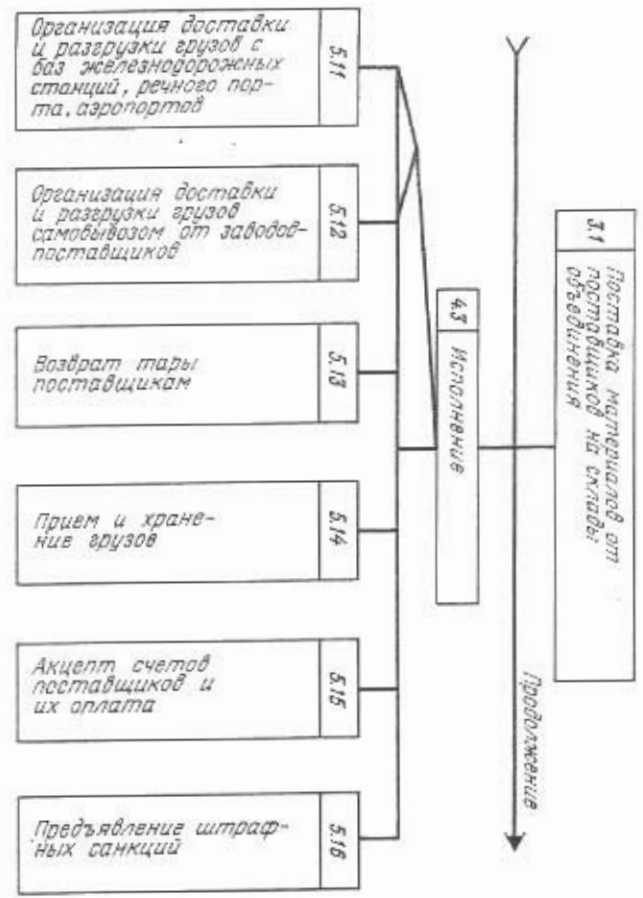 3.1
Поставка материалов от
поставщиков на склады
объединения
Продолжение
4.3
Исполнение
5.11
Организация доставки
и разгрузки грузов с
баз железнодорожных
станций, речного пор-
та, аэропортов
5.12
Организация доставки
и разгрузки грузов
самовывозом от заводов-
поставщиков
5.13
Возврат тары
поставщикам
5.14
Прием и хране-
ние грузов
5.15
Акцепт счетов
поставщиков и
их оплата
5.16
Предъявление штраф-
ных санкций